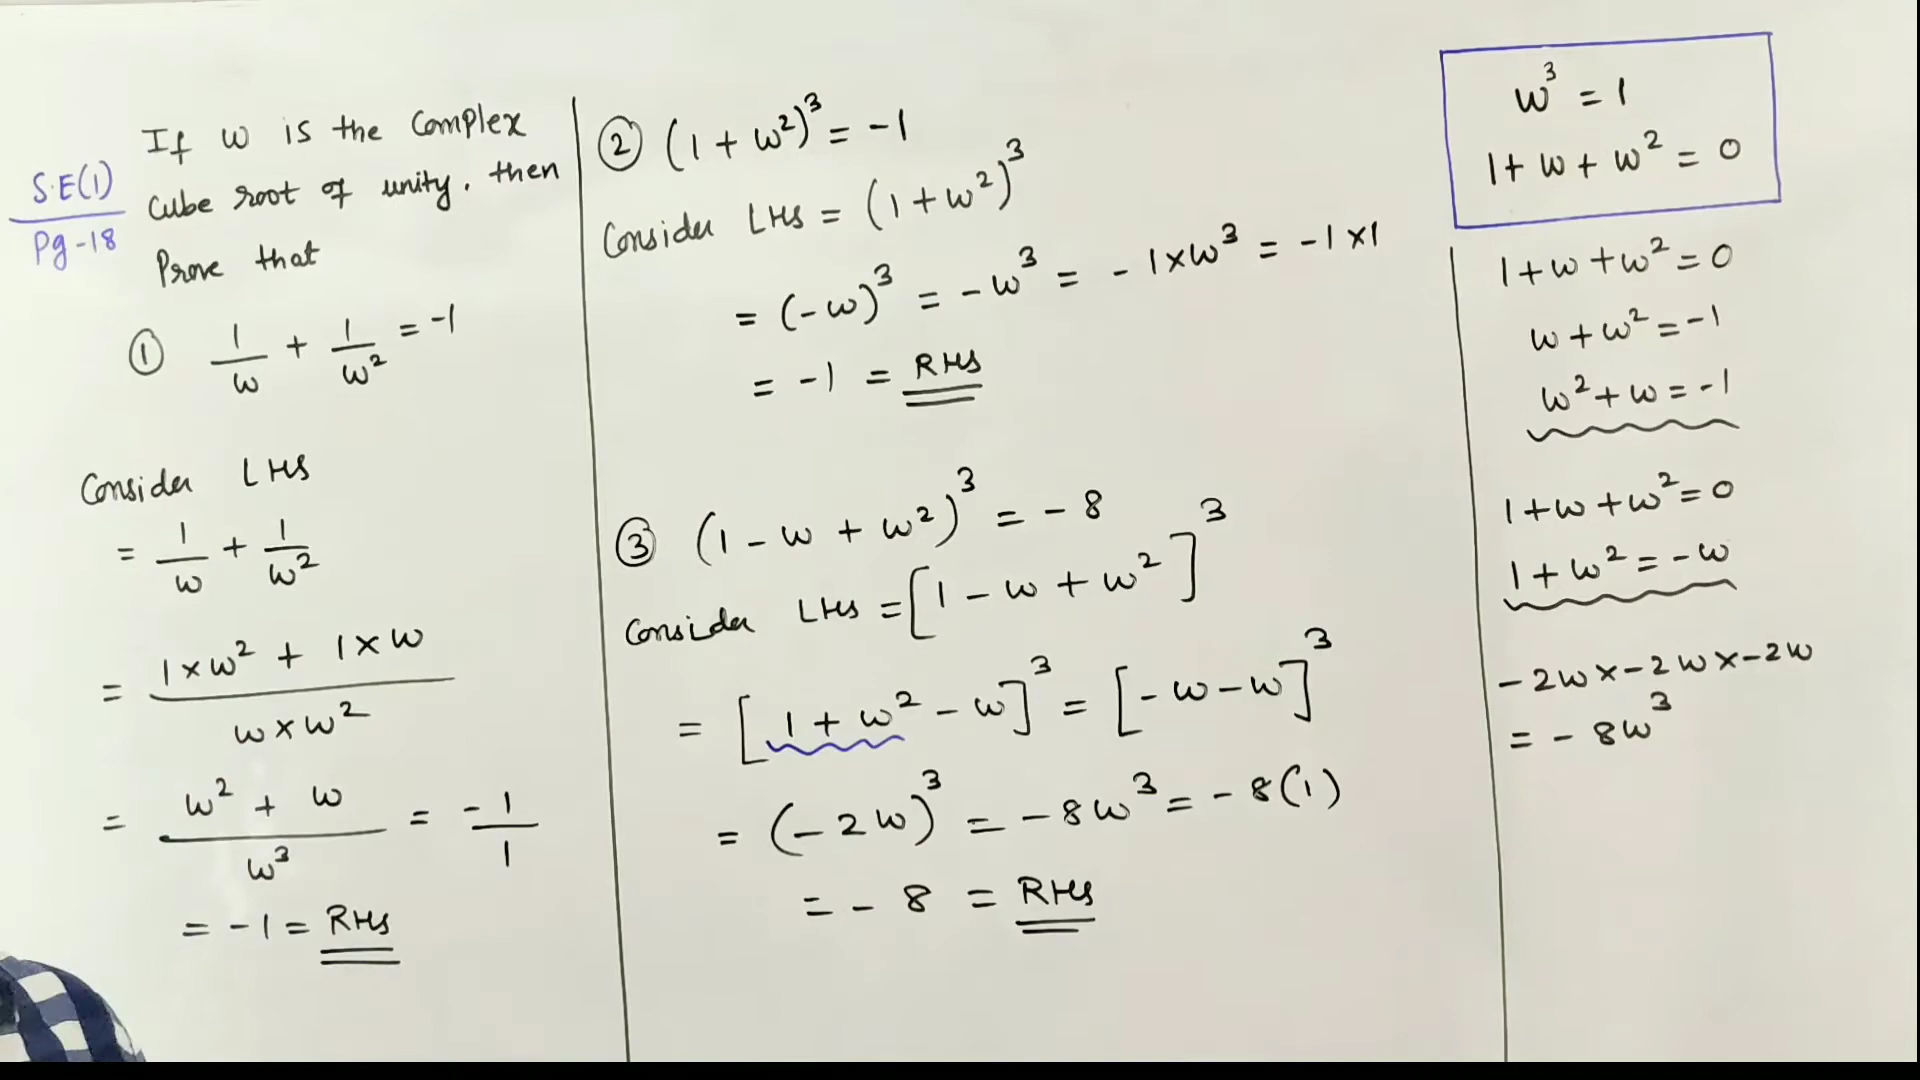 S.E(1)
Pg-18
If w is the Complex
Cube root of unity, then
Prove that
① 1/w + 1/w² = -1
Consider LHS
= 1/w + 1/w²
= (1×w² + 1×w)/(w×w²)
= (w² + w)/w³ = -1/1
= -1 = RHS
② (1 + w²)³ = -1
Consider LHS = (1 + w²)³
= (-w)³ = -w³ = -1×w³ = -1×1
= -1 = RHS
③ (1 - w + w²)³ = -8
Consider LHS = [1 - w + w²]³
= [1 + w² - w]³ = [-w - w]³
= (-2w)³ = -8w³ = -8(1)
= -8 = RHS
w³ = 1
1 + w + w² = 0
1 + w + w² = 0
w + w² = -1
w² + w = -1
1 + w + w² = 0
1 + w² = -w
-2w × -2w × -2w
= -8w³